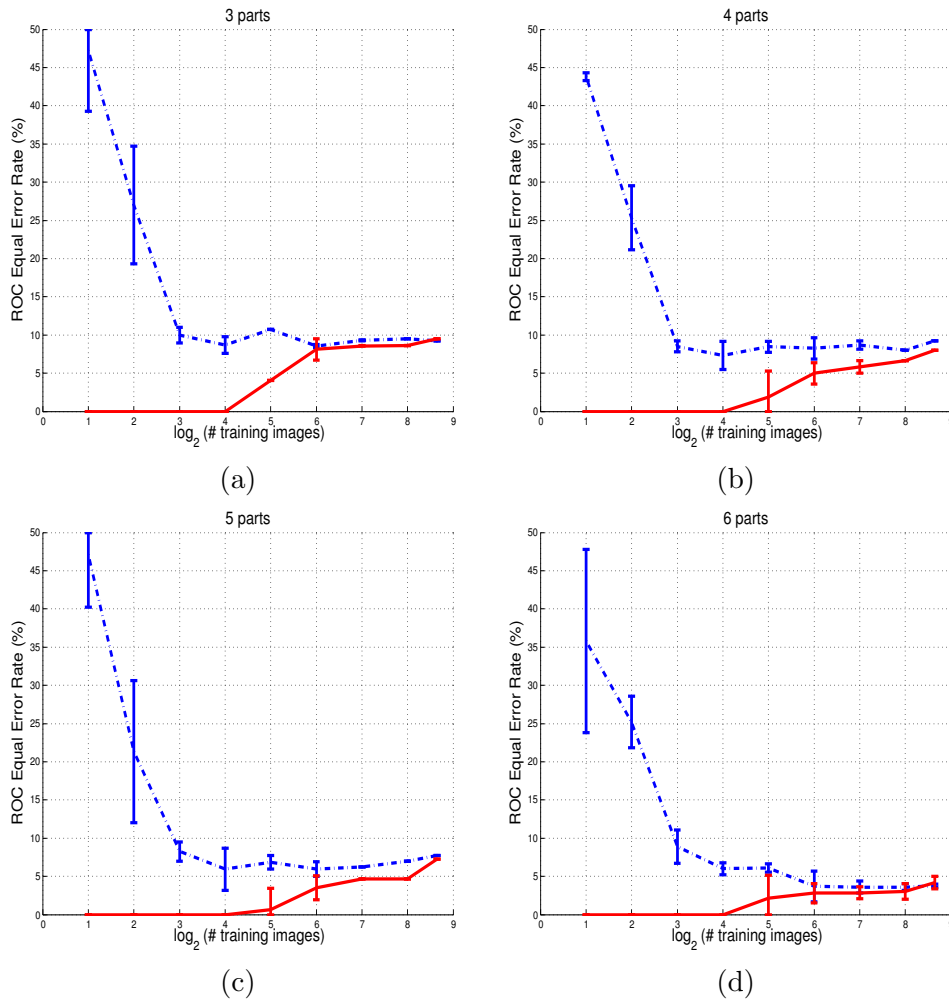 3 parts
ROC Equal Error Rate (%)
50
45
40
35
30
25
20
15
10
5
0
0 1 2 3 4 5 6 7 8 9
log2 (# training images)
(a)
4 parts
ROC Equal Error Rate (%)
50
45
40
35
30
25
20
15
10
5
0
0 1 2 3 4 5 6 7 8
log2 (# training images)
(b)
5 parts
ROC Equal Error Rate (%)
50
45
40
35
30
25
20
15
10
5
0
0 1 2 3 4 5 6 7 8 9
log2 (# training images)
(c)
6 parts
ROC Equal Error Rate (%)
50
45
40
35
30
25
20
15
10
5
0
0 1 2 3 4 5 6 7 8
log2 (# training images)
(d)